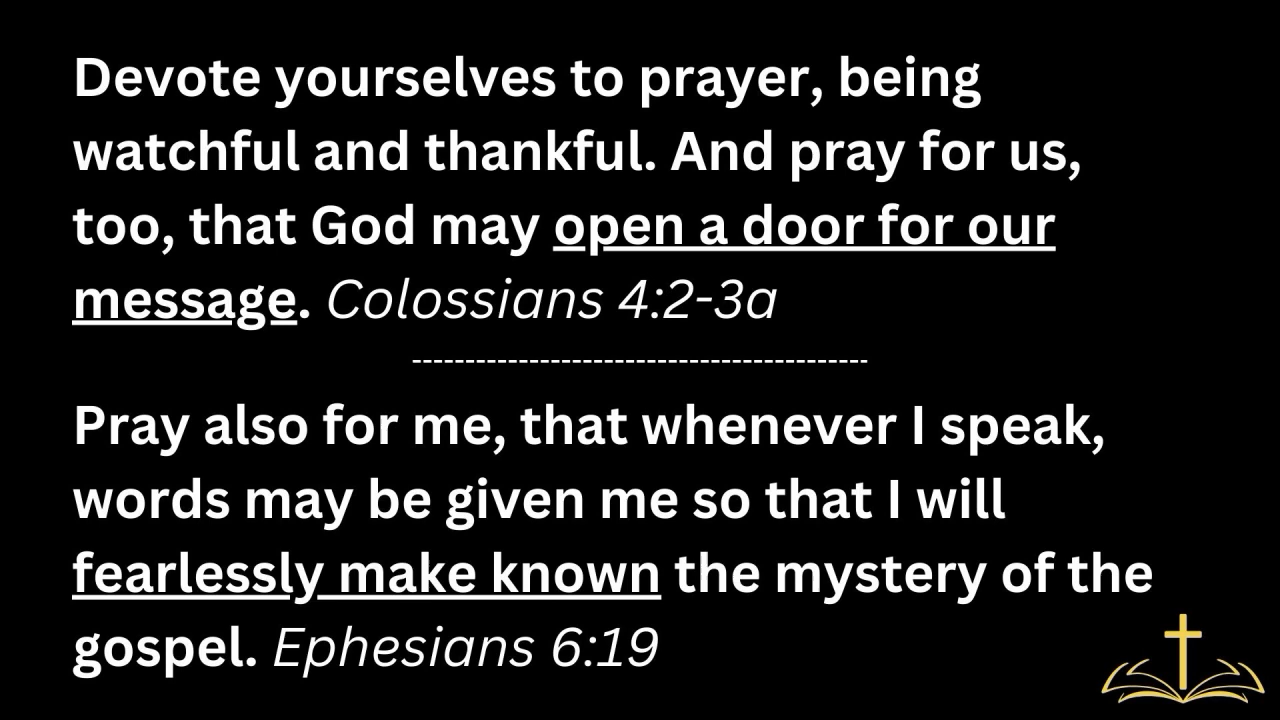 Devote yourselves to prayer, being
watchful and thankful. And pray for us,
too, that God may open a door for our
message. Colossians 4:2-3a
-------------------------------------------
Pray also for me, that whenever I speak,
words may be given me so that I will
fearlessly make known the mystery of the
gospel. Ephesians 6:19